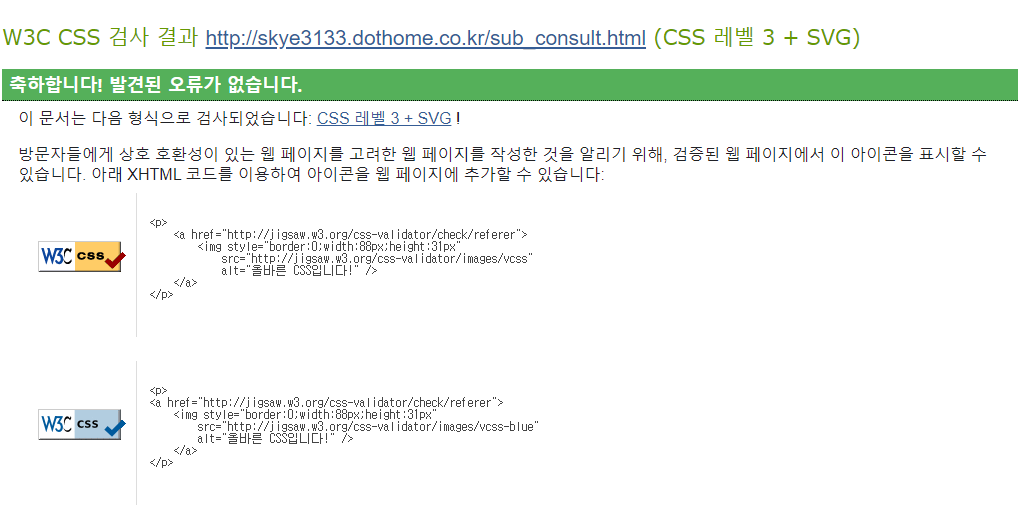 W3C CSS 검사 결과 http://skye3133.dothome.co.kr/sub_consult.html (CSS 레벨 3 + SVG)
축하합니다! 발견된 오류가 없습니다.
이 문서는 다음 형식으로 검사되었습니다: CSS 레벨 3 + SVG !
방문자들에게 상호 호환성이 있는 웹 페이지를 고려한 웹 페이지를 작성한 것을 알리기 위해, 검증된 웹 페이지에서 이 아이콘을 표시할 수
있습니다. 아래 XHTML 코드를 이용하여 아이콘을 웹 페이지에 추가할 수 있습니다:
W3C css
<p>
<a href="http://jigsaw.w3.org/css-validator/check/referer">
<img style="border:0;width:88px;height:31px"
src="http://jigsaw.w3.org/css-validator/images/vcss"
alt="올바른 CSS입니다!" />
</a>
</p>
W3C css
<p>
<a href="http://jigsaw.w3.org/css-validator/check/referer">
<img style="border:0;width:88px;height:31px"
src="http://jigsaw.w3.org/css-validator/images/vcss-blue"
alt="올바른 CSS입니다!" />
</a>
</p>